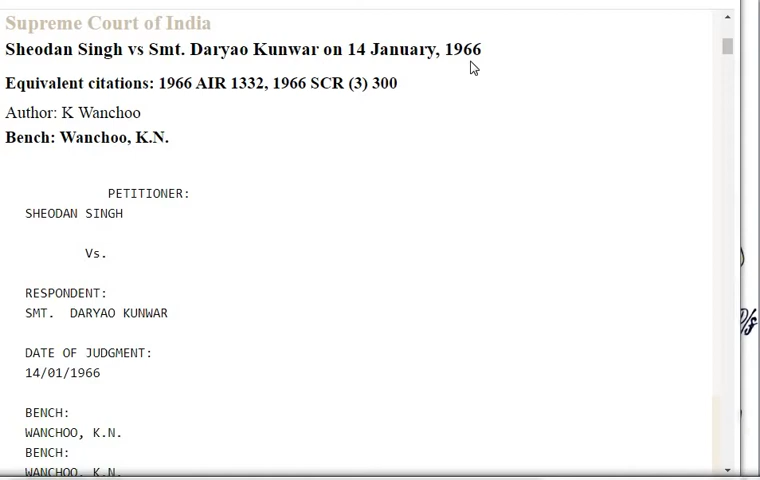 Supreme Court of India
Sheodan Singh vs Smt. Daryao Kunwar on 14 January, 1966
Equivalent citations: 1966 AIR 1332, 1966 SCR (3) 300
Author: K Wanchoo
Bench: Wanchoo, K.N.
PETITIONER:
SHEODAN SINGH
Vs.
RESPONDENT:
SMT. DARYAO KUNWAR
DATE OF JUDGMENT:
14/01/1966
BENCH:
WANCHOO, K.N.
BENCH:
WANCHOO, K.N.